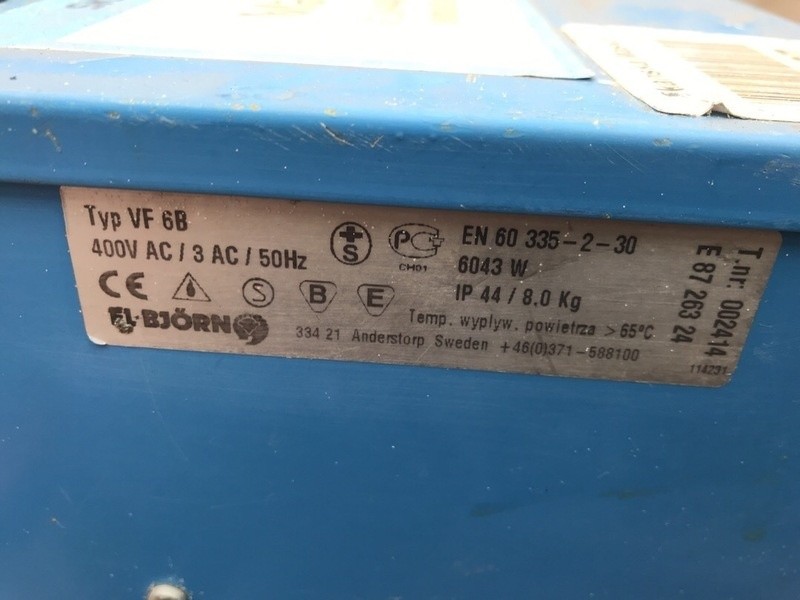 Typ VF 6B
400V AC / 3 AC / 50Hz
+
S
PC
CH01
EN 60 335-2-30
6043 W
IP 44 / 8.0 Kg
CE
S
B
E
EL-BJÖRN
Temp. wyplyw. powietrza > 65°C
334 21 Anderstorp Sweden +46(0)371-588100
T.nr: 002414
E 87 263 24
114231